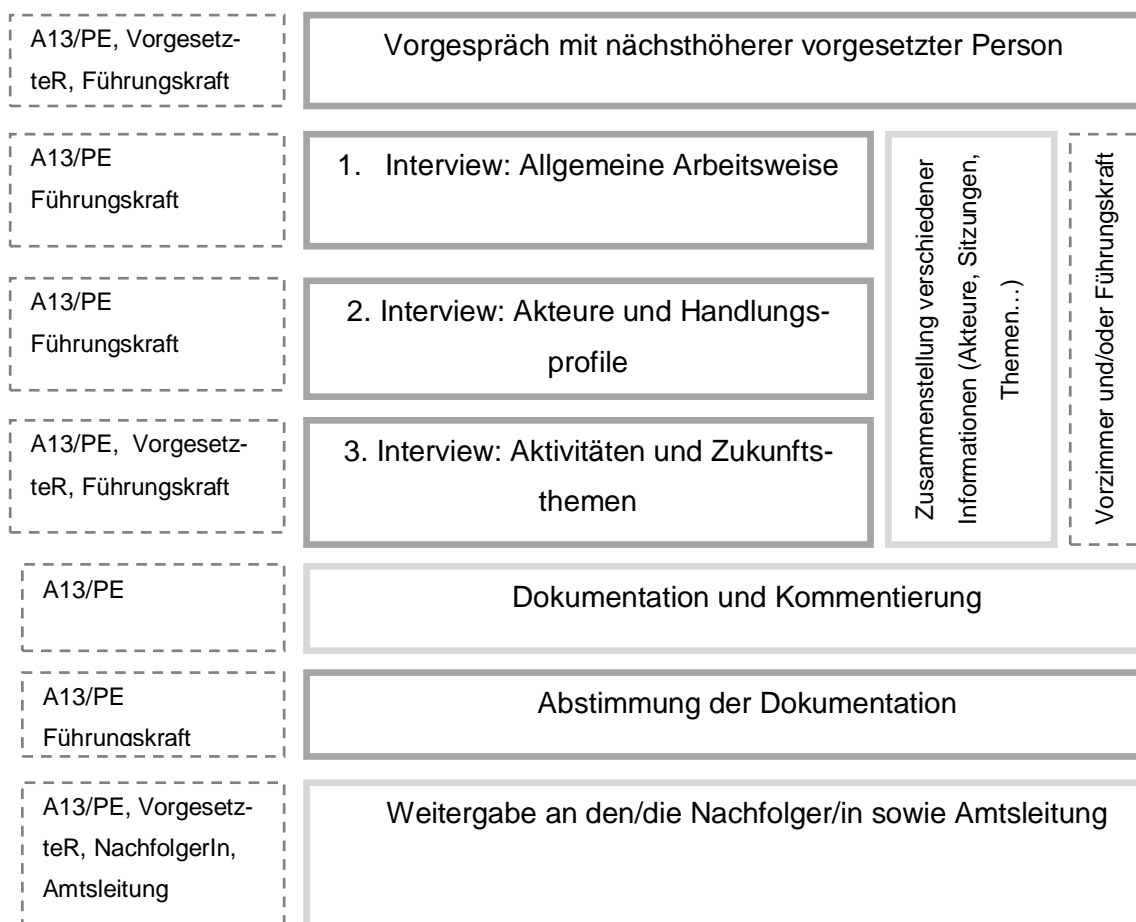 A13/PE, Vorgesetz-
teR, Führungskraft
Vorgespräch mit nächsthöherer vorgesetzter Person
A13/PE
Führungskraft
1. Interview: Allgemeine Arbeitsweise
A13/PE
Führungskraft
2. Interview: Akteure und Handlungs-
profile
A13/PE, Vorgesetz-
teR, Führungskraft
3. Interview: Aktivitäten und Zukunfts-
themen
Zusammenstellung verschiedener
Informationen (Akteure, Sitzungen,
Themen…)
Vorzimmer und/oder Führungskraft
A13/PE
Dokumentation und Kommentierung
A13/PE
Führungskraft
Abstimmung der Dokumentation
A13/PE, Vorgesetz-
teR, NachfolgerIn,
Amtsleitung
Weitergabe an den/die Nachfolger/in sowie Amtsleitung